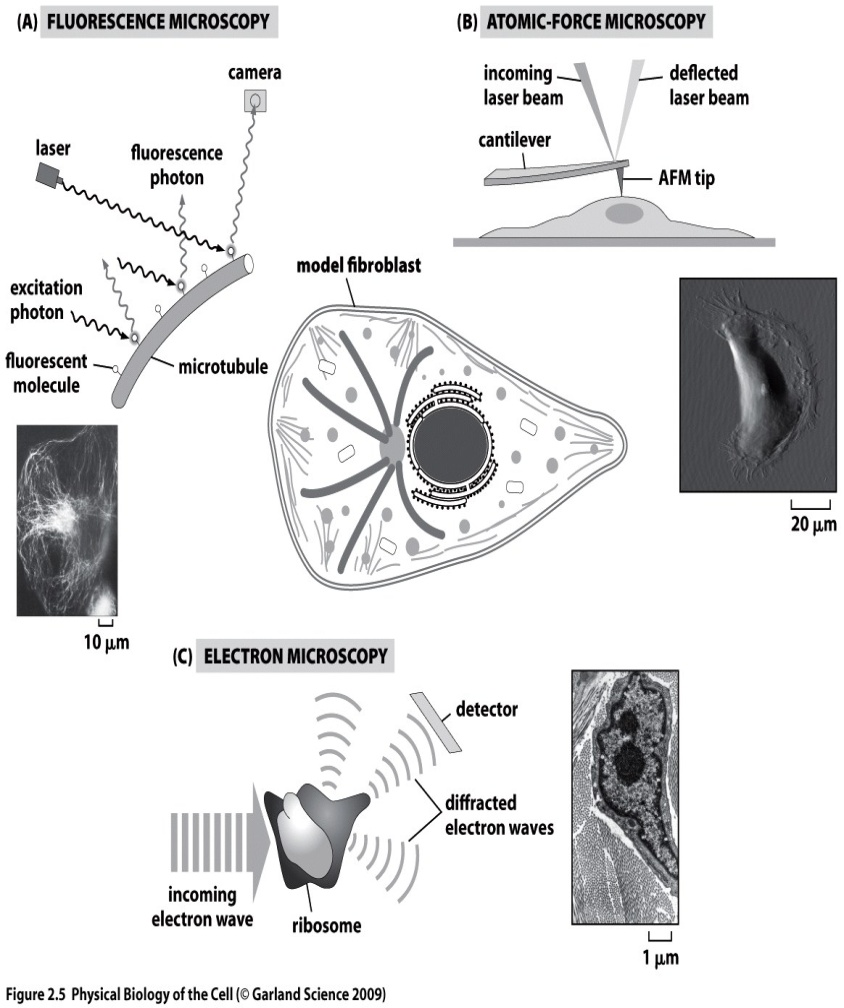 (A) FLUORESCENCE MICROSCOPY
camera
laser
fluorescence
photon
excitation
photon
fluorescent
molecule
microtubule
10 μm
(B) ATOMIC-FORCE MICROSCOPY
incoming
laser beam
deflected
laser beam
cantilever
AFM tip
20 μm
model fibroblast
(C) ELECTRON MICROSCOPY
detector
diffracted
electron waves
incoming
electron wave
ribosome
1 μm
Figure 2.5 Physical Biology of the Cell (© Garland Science 2009)